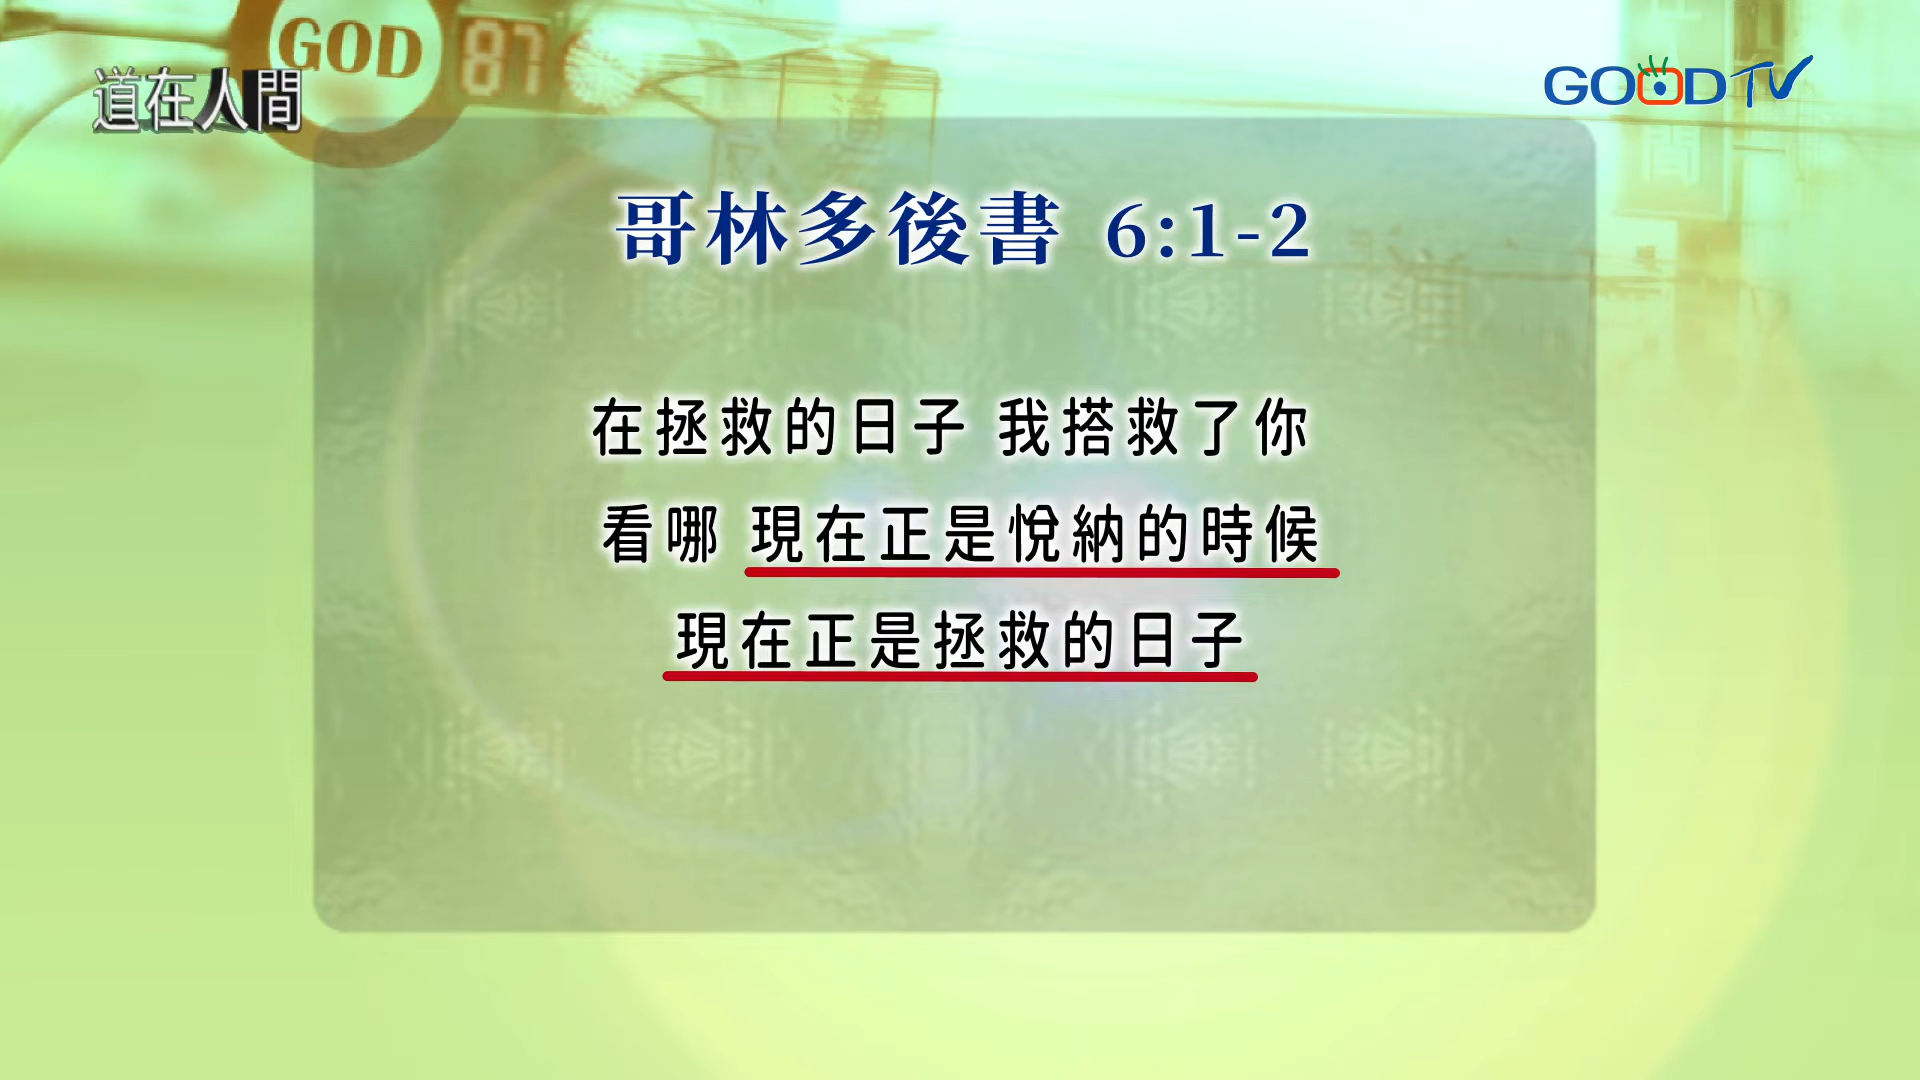 GOD 87
道在人間
GOOD TV
哥林多後書 6:1-2
在拯救的日子 我搭救了你
看哪 現在正是悅納的時候
現在正是拯救的日子